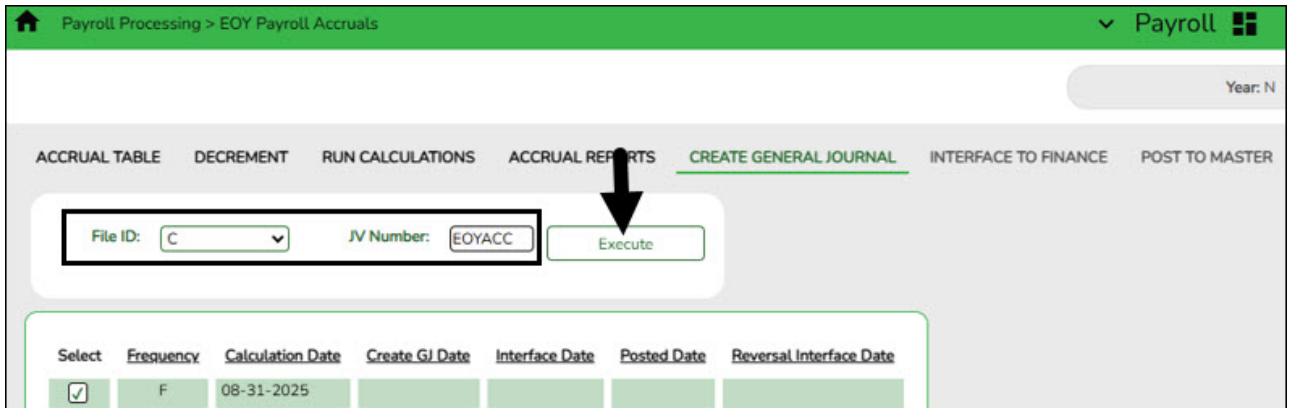 Payroll Processing > EOY Payroll Accruals
Payroll
Year: N
ACCRUAL TABLE DECREMENT RUN CALCULATIONS ACCRUAL REPORTS CREATE GENERAL JOURNAL INTERFACE TO FINANCE POST TO MASTER
File ID: C JV Number: EOYACC Execute
Select Frequency Calculation Date Create GJ Date Interface Date Posted Date Reversal Interface Date
F 08-31-2025